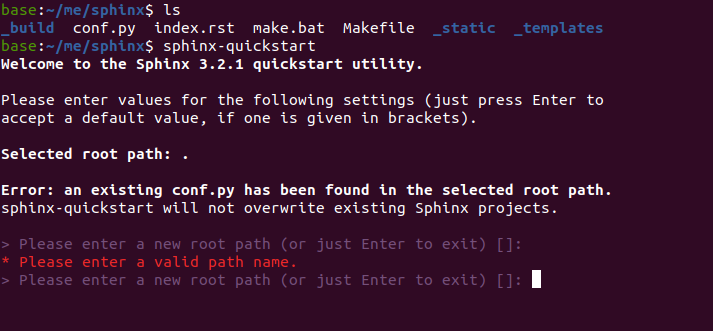 base:~/me/sphinx$ ls
_build  conf.py  index.rst  make.bat  Makefile  _static  _templates
base:~/me/sphinx$ sphinx-quickstart
Welcome to the Sphinx 3.2.1 quickstart utility.
Please enter values for the following settings (just press Enter to
accept a default value, if one is given in brackets).
Selected root path: .
Error: an existing conf.py has been found in the selected root path.
sphinx-quickstart will not overwrite existing Sphinx projects.
> Please enter a new root path (or just Enter to exit) []:
* Please enter a valid path name.
> Please enter a new root path (or just Enter to exit) []: